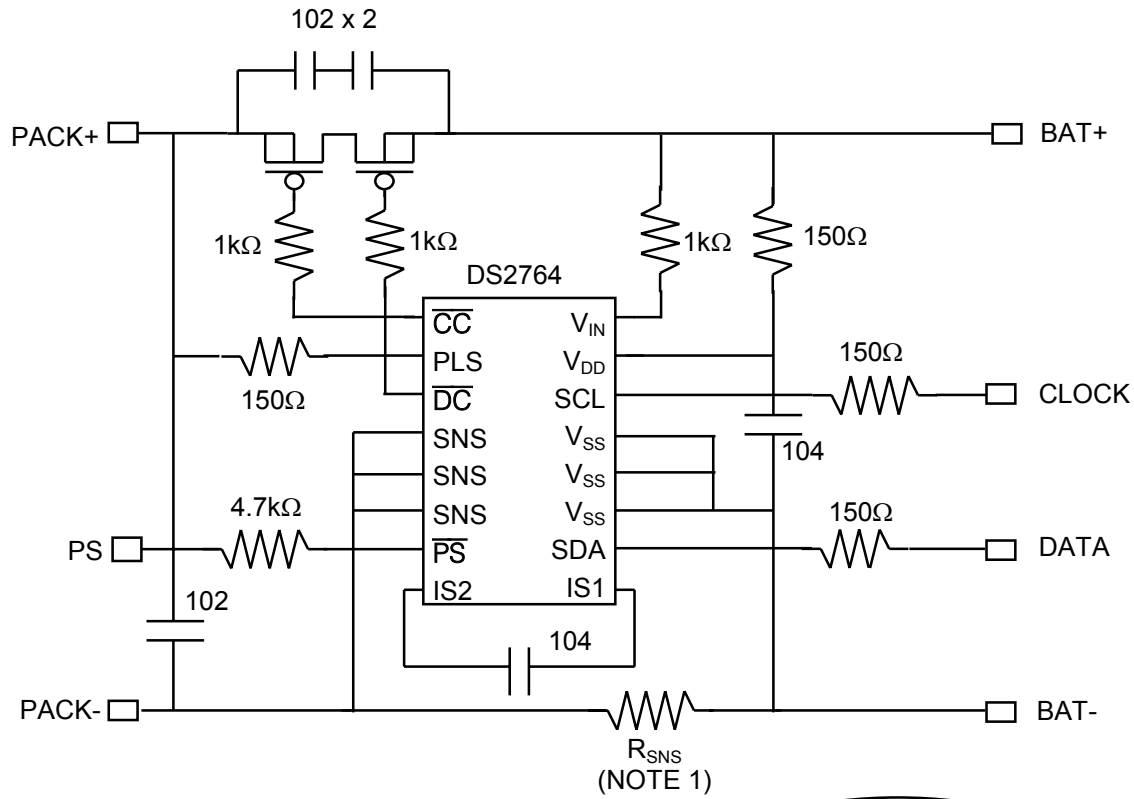 102 x 2
PACK+
BAT+
1kΩ
1kΩ
1kΩ
150Ω
DS2764
CC
VIN
PLS
VDD
150Ω
150Ω
DC
SCL
CLOCK
SNS
VSS
104
SNS
VSS
4.7kΩ
SNS
VSS
150Ω
PS
PS
SDA
DATA
IS2
IS1
102
104
PACK-
BAT-
RSNS
(NOTE 1)